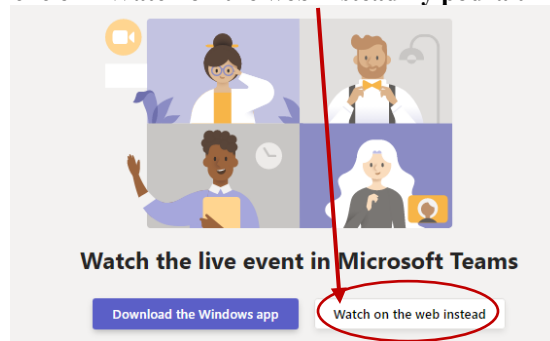 Watch the live event in Microsoft Teams
Download the Windows app
Watch on the web instead